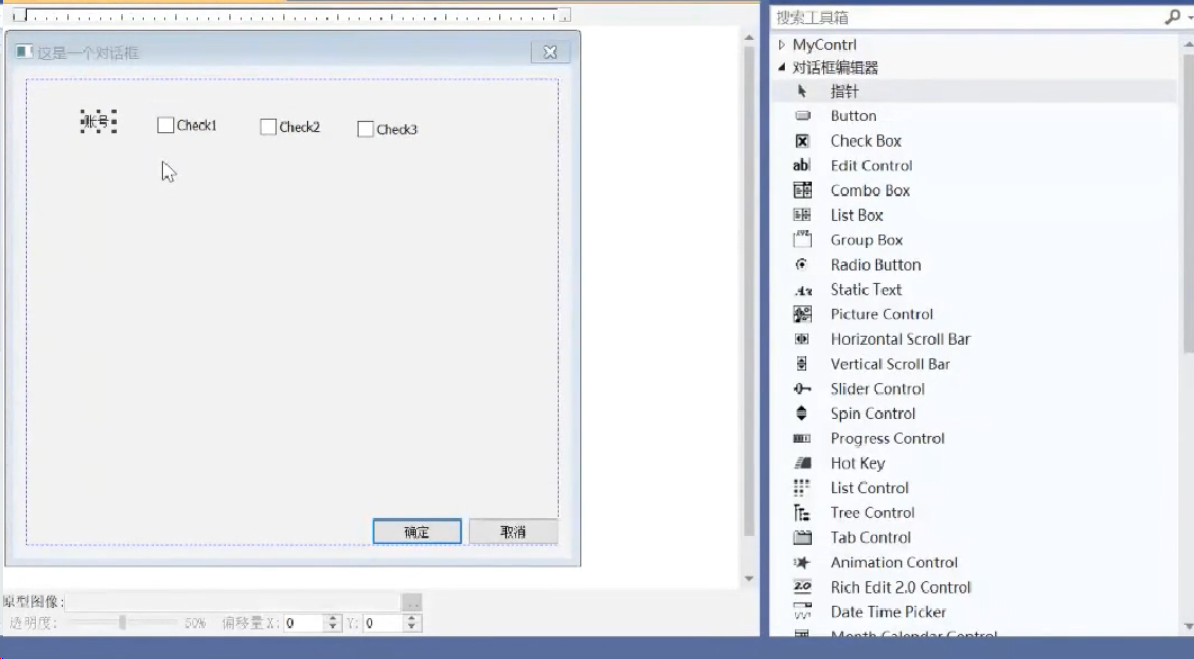 搜索工具箱
这是一个对话框
MyContrl
对话框编辑器
指针
账号 Check1 Check2 Check3
Button
Check Box
Edit Control
Combo Box
List Box
Group Box
Radio Button
Static Text
Picture Control
Horizontal Scroll Bar
Vertical Scroll Bar
Slider Control
Spin Control
Progress Control
Hot Key
List Control
Tree Control
Tab Control
Animation Control
Rich Edit 2.0 Control
Date Time Picker
Month Calendar Control
确定 取消
原型图像:
透明度: 50% 偏移量 X: 0 Y: 0